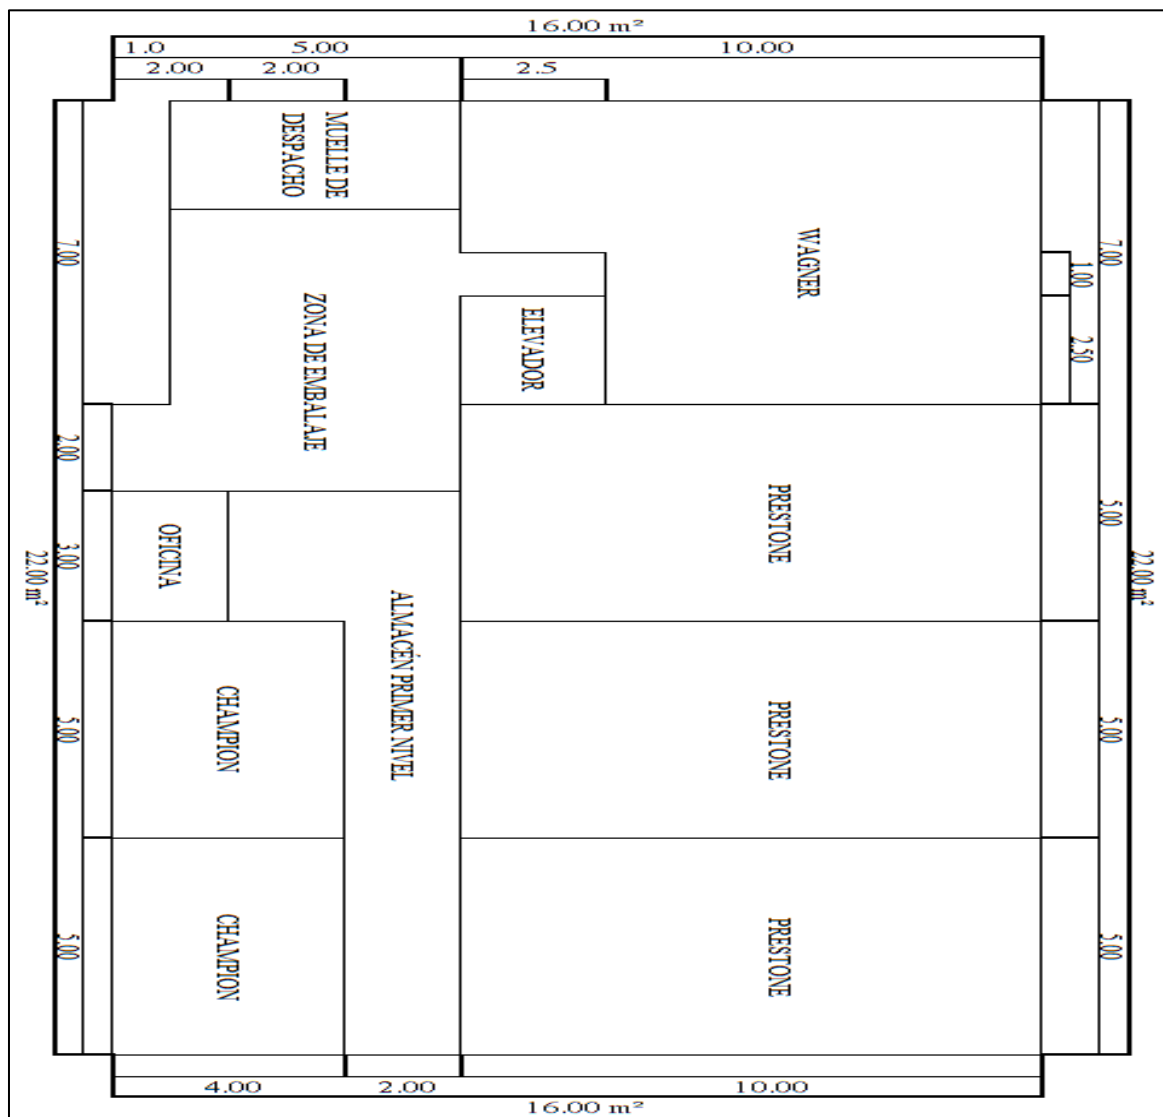 16.00 m²
1.0 5.00 10.00
2.00 2.00 2.5
MUELLE DE
DESPACHO
WAGNER
7.00
7.00
1.00
2.50
ELEVADOR
ZONA DE EMBALAJE
2.00
PRESTONE
5.00
OFICINA
3.00
22.00 m²
22.00 m²
ALMACÉN PRIMER NIVEL
CHAMPION
5.00
PRESTONE
5.00
CHAMPION
5.00
PRESTONE
5.00
4.00 2.00 10.00
16.00 m²